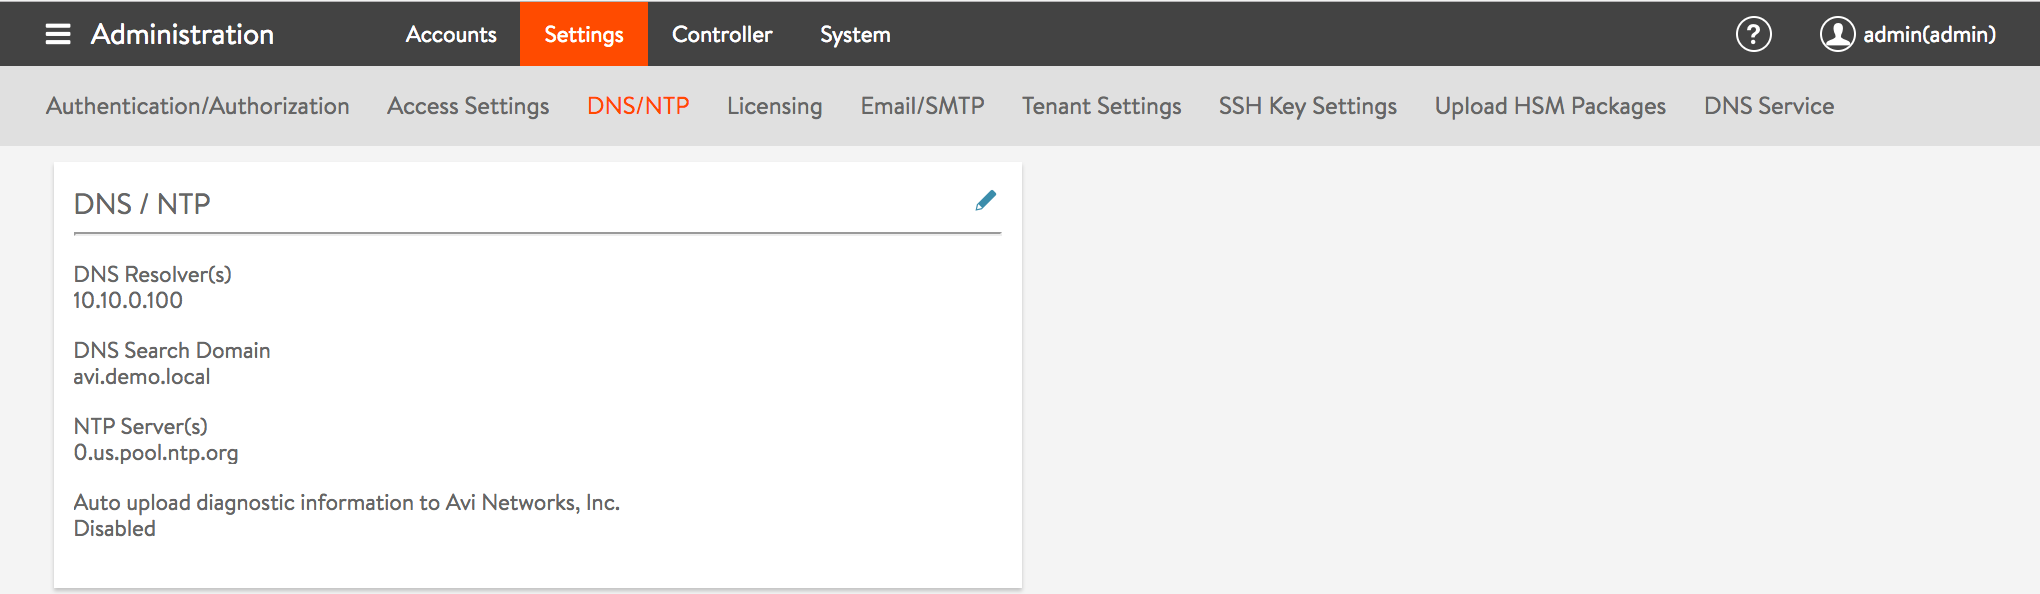 Administration Accounts Settings Controller System ? admin(admin)
Authentication/Authorization Access Settings DNS/NTP Licensing Email/SMTP Tenant Settings SSH Key Settings Upload HSM Packages DNS Service
DNS / NTP
DNS Resolver(s)
10.10.0.100
DNS Search Domain
avi.demo.local
NTP Server(s)
0.us.pool.ntp.org
Auto upload diagnostic information to Avi Networks, Inc.
Disabled